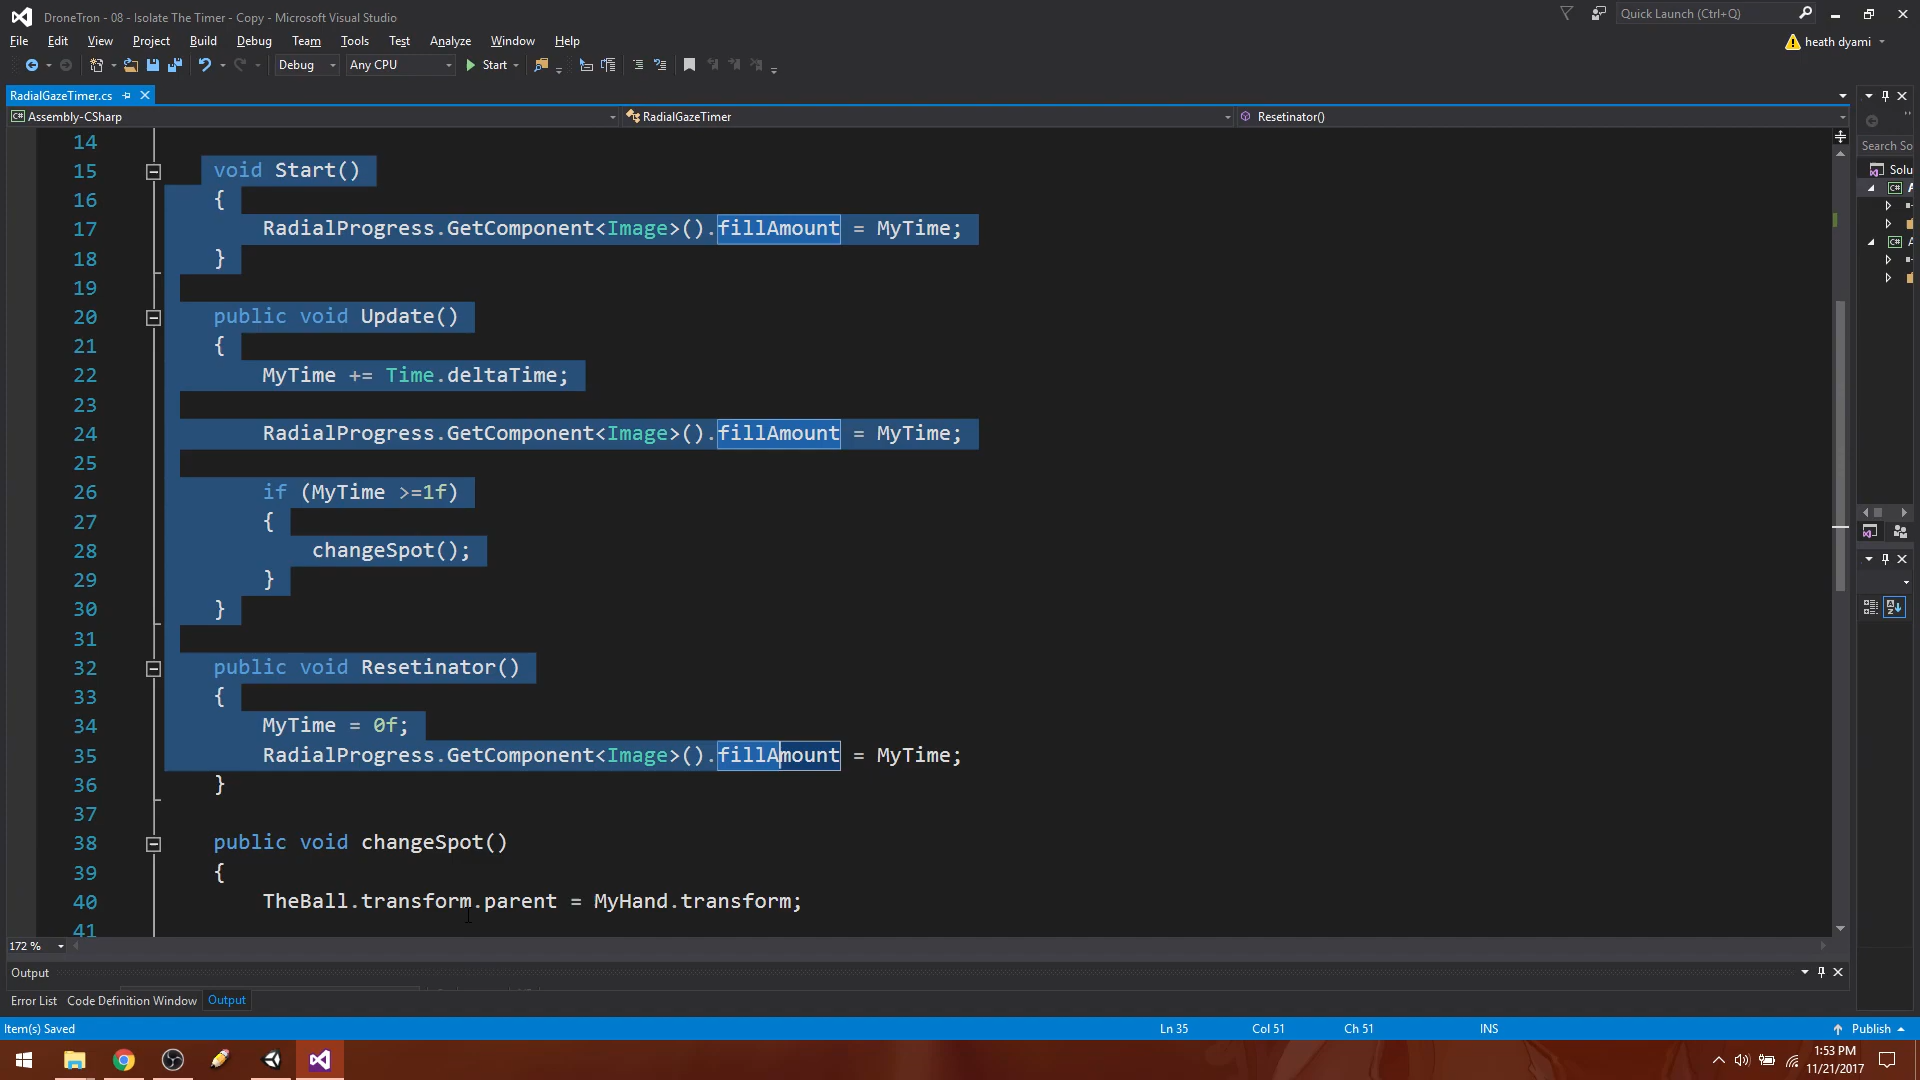 DroneTron - 08 - Isolate The Timer - Copy - Microsoft Visual Studio
Quick Launch (Ctrl+Q)
File Edit View Project Build Debug Team Tools Test Analyze Window Help
heath dyami
Debug Any CPU Start
RadialGazeTimer.cs
Assembly-CSharp RadialGazeTimer Resetinator()
Search So
Solu
14
15 void Start()
16 {
17 RadialProgress.GetComponent<Image>().fillAmount = MyTime;
18 }
19
20 public void Update()
21 {
22 MyTime += Time.deltaTime;
23
24 RadialProgress.GetComponent<Image>().fillAmount = MyTime;
25
26 if (MyTime >=1f)
27 {
28 changeSpot();
29 }
30 }
31
32 public void Resetinator()
33 {
34 MyTime = 0f;
35 RadialProgress.GetComponent<Image>().fillAmount = MyTime;
36 }
37
38 public void changeSpot()
39 {
40 TheBall.transform.parent = MyHand.transform;
41
172 %
Output
Error List Code Definition Window Output
Item(s) Saved Ln 35 Col 51 Ch 51 INS Publish
1:53 PM
11/21/2017